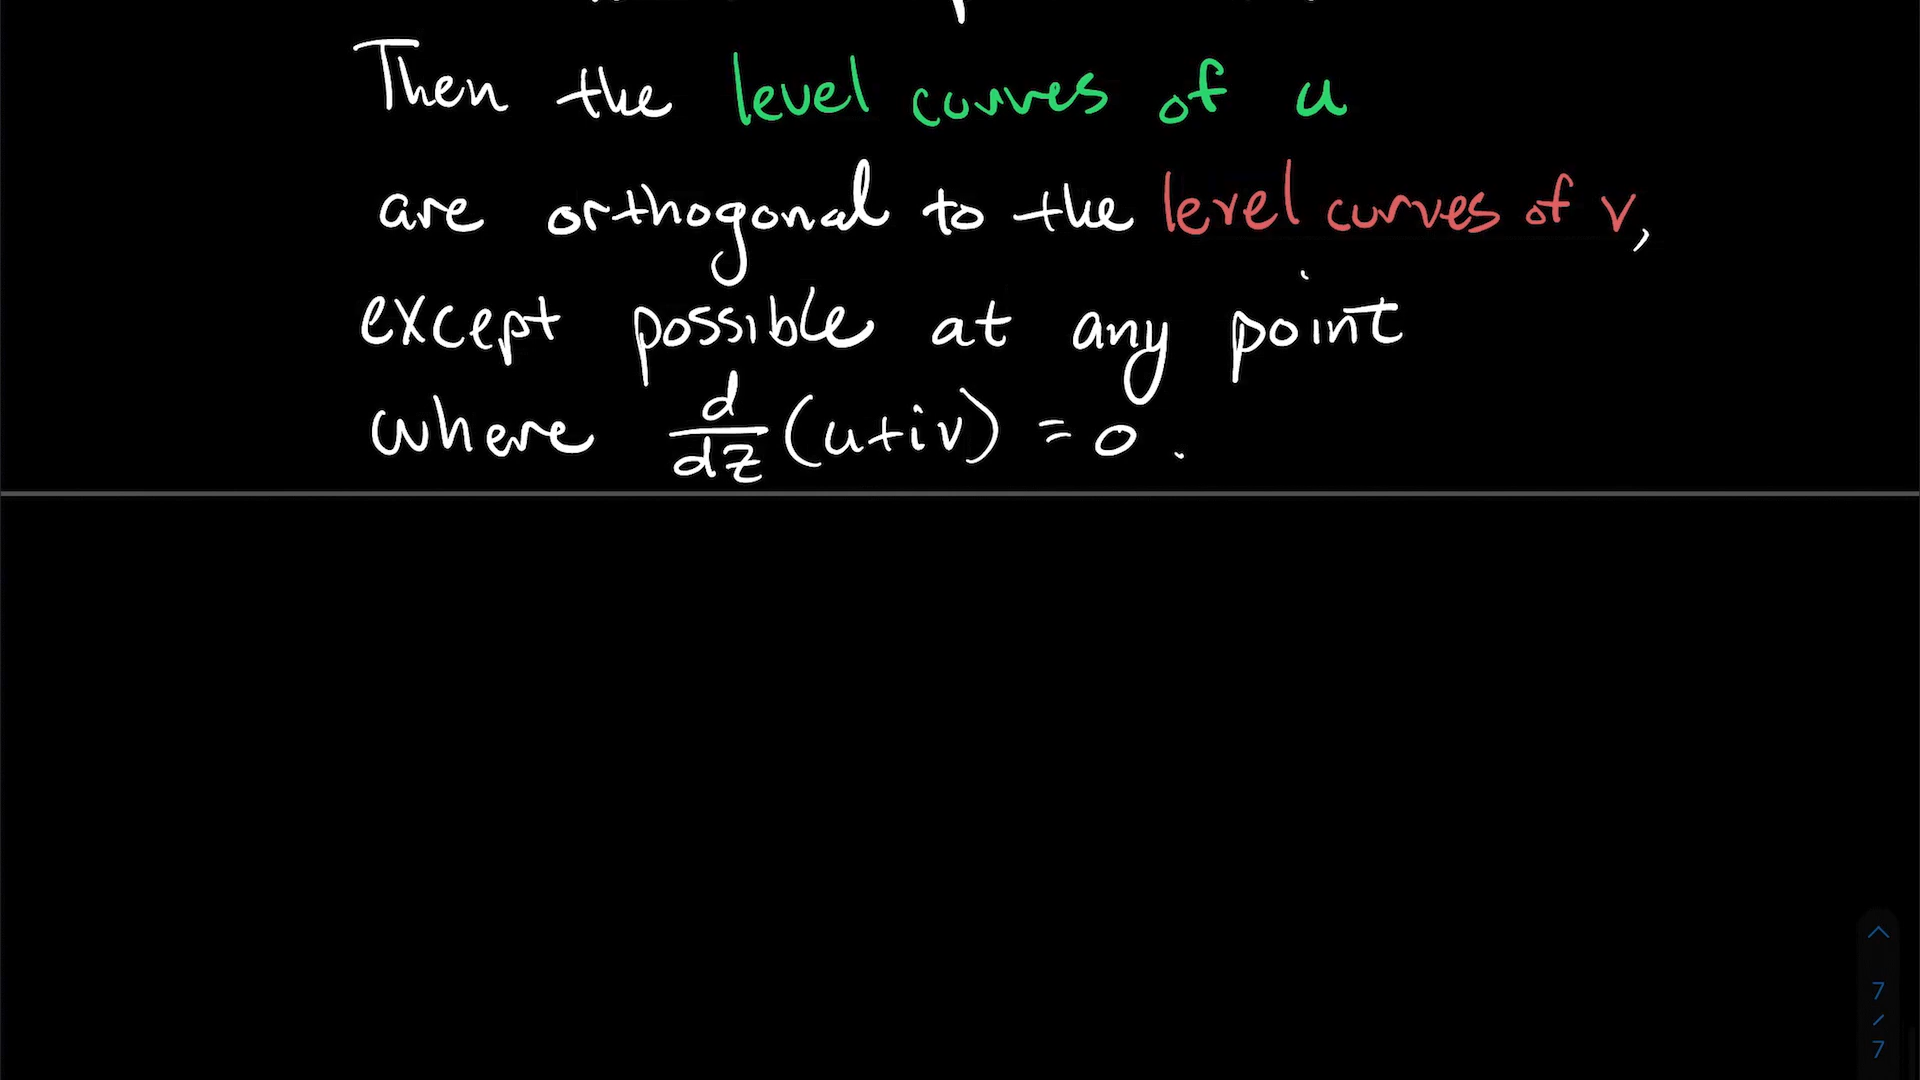 Then the level curves of u
are orthogonal to the level curves of v,
except possible at any point
where d/dz (u+iv) = 0.
7
/
7